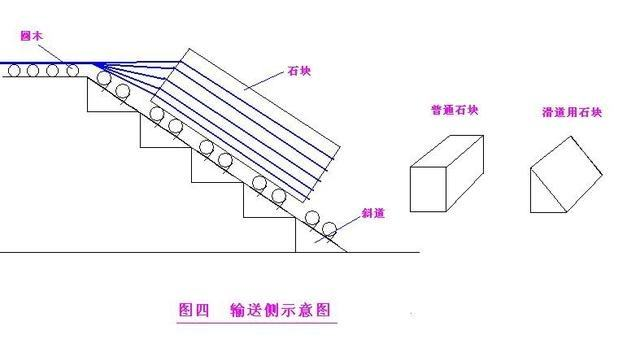 圆木
石块
普通石块
滑道用石块
斜道
图四 输送侧示意图